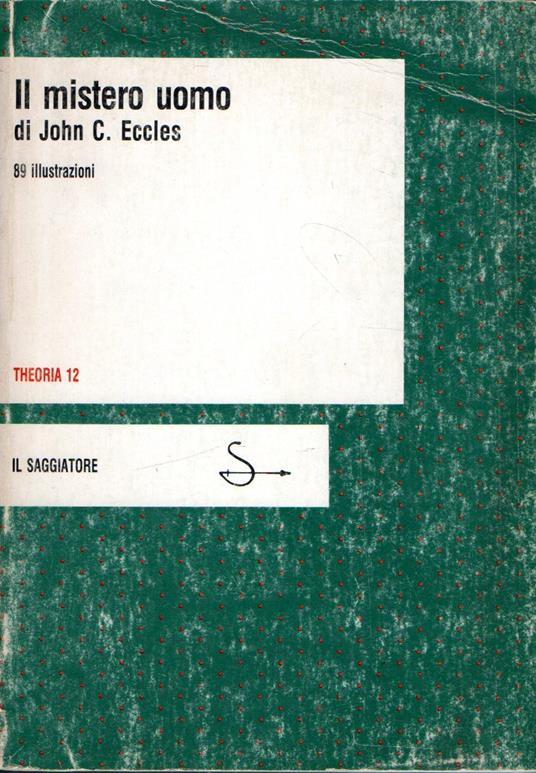 Il mistero uomo
di John C. Eccles
89 illustrazioni
THEORIA 12
IL SAGGIATORE